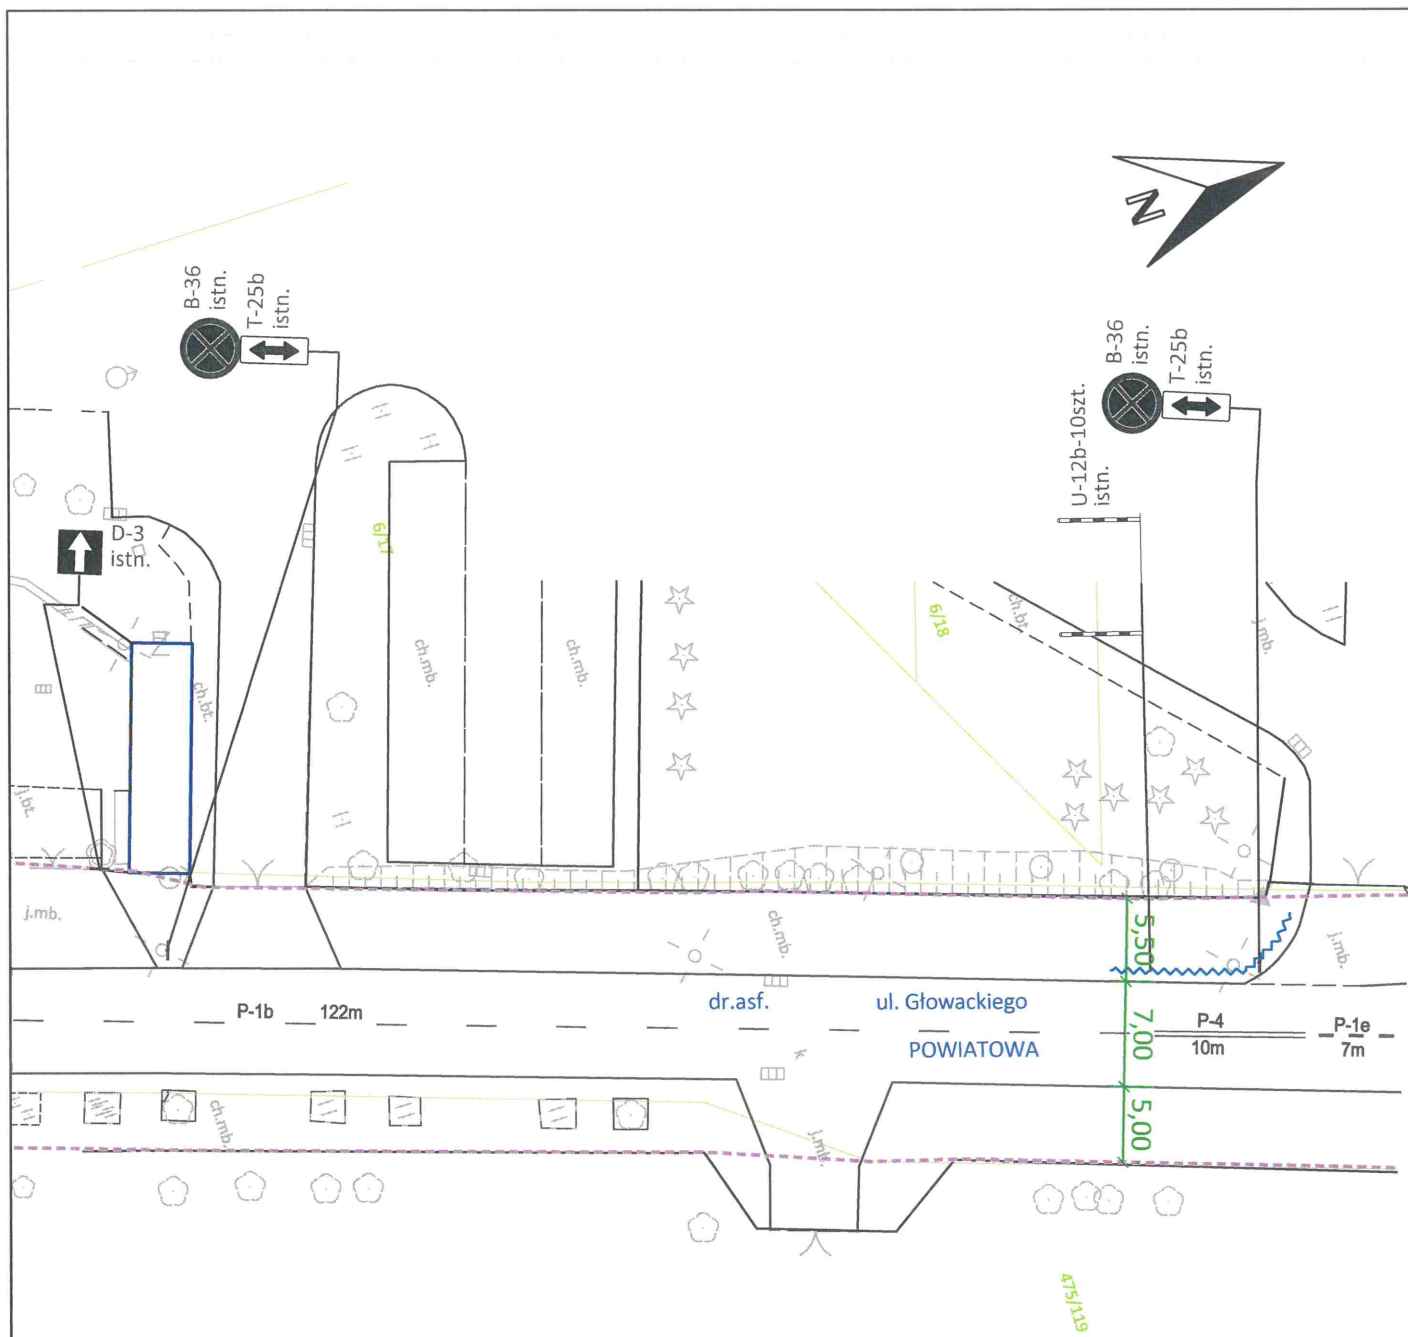 N
B-36
istn.
T-25b
istn.
B-36
istn.
T-25b
istn.
U-12b-10szt.
istn.
D-3
istn.
6/17
6/18
ch.bt.
ch.mb.
ch.mb.
ch.bt.
j.mb.
j.bt.
j.mb.
ch.mb.
j.mb.
5,50
dr.asf.
ul. Głowackiego
P-1b
122m
POWIATOWA
7,00
P-4
10m
P-1e
7m
k
ch.mb.
j.mb.
5,00
475/119